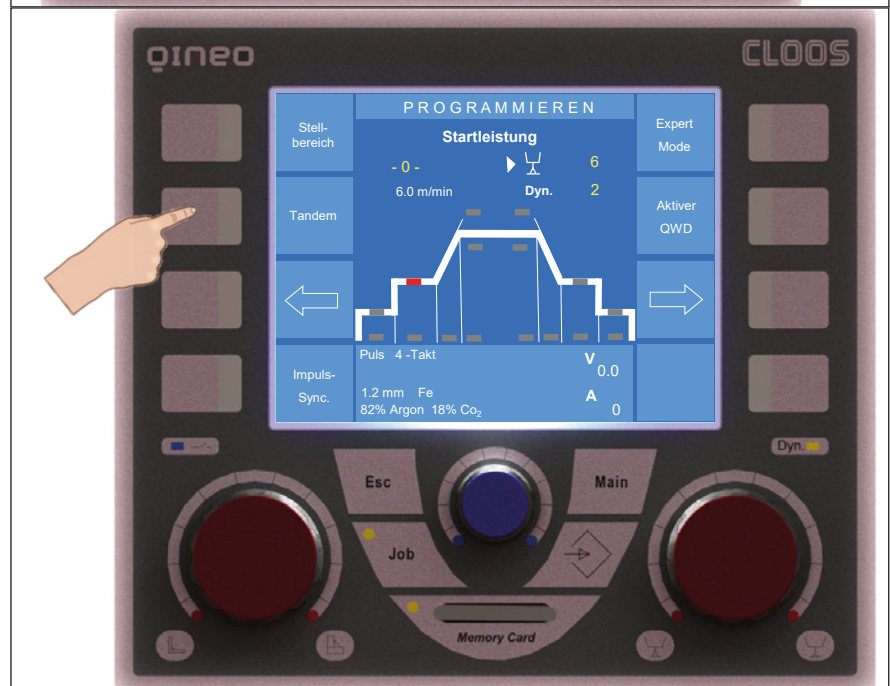 QINEO
CLOOS
PROGRAMMIEREN
Stell-
bereich
Startleistung
Expert
Mode
- 0 -
6
6.0 m/min
Dyn.
2
Tandem
Aktiver
QWD
Puls 4 -Takt
V
0.0
Impuls-
Sync.
1.2 mm Fe
A
82% Argon 18% Co₂
0
Dyn.
Esc
Main
Job
Memory Card